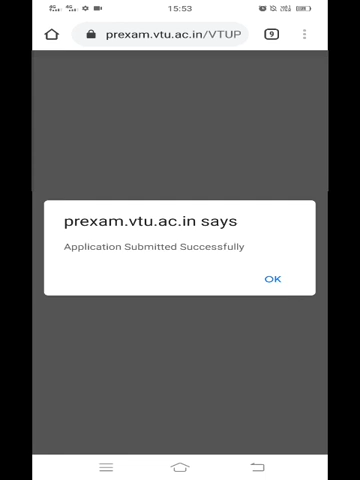 15:53
prexam.vtu.ac.in/VTUP
9
prexam.vtu.ac.in says
Application Submitted Successfully
OK